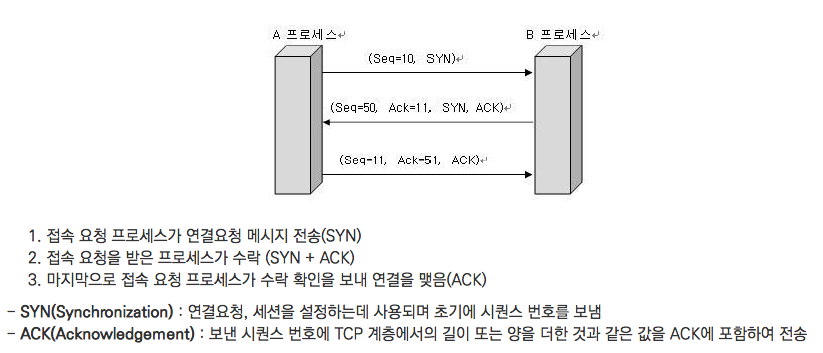 A 프로세스↵ B 프로세스↵
(Seq=10, SYN)↵
(Seq=50, Ack=11, SYN, ACK)↵
(Seq=11, Ack=51, ACK)↵
1. 접속 요청 프로세스가 연결요청 메시지 전송(SYN)
2. 접속 요청을 받은 프로세스가 수락 (SYN + ACK)
3. 마지막으로 접속 요청 프로세스가 수락 확인을 보내 연결을 맺음(ACK)
- SYN(Synchronization) : 연결요청, 세션을 설정하는데 사용되며 초기에 시퀀스 번호를 보냄
- ACK(Acknowledgement) : 보낸 시퀀스 번호에 TCP 계층에서의 길이 또는 양을 더한 것과 같은 값을 ACK에 포함하여 전송